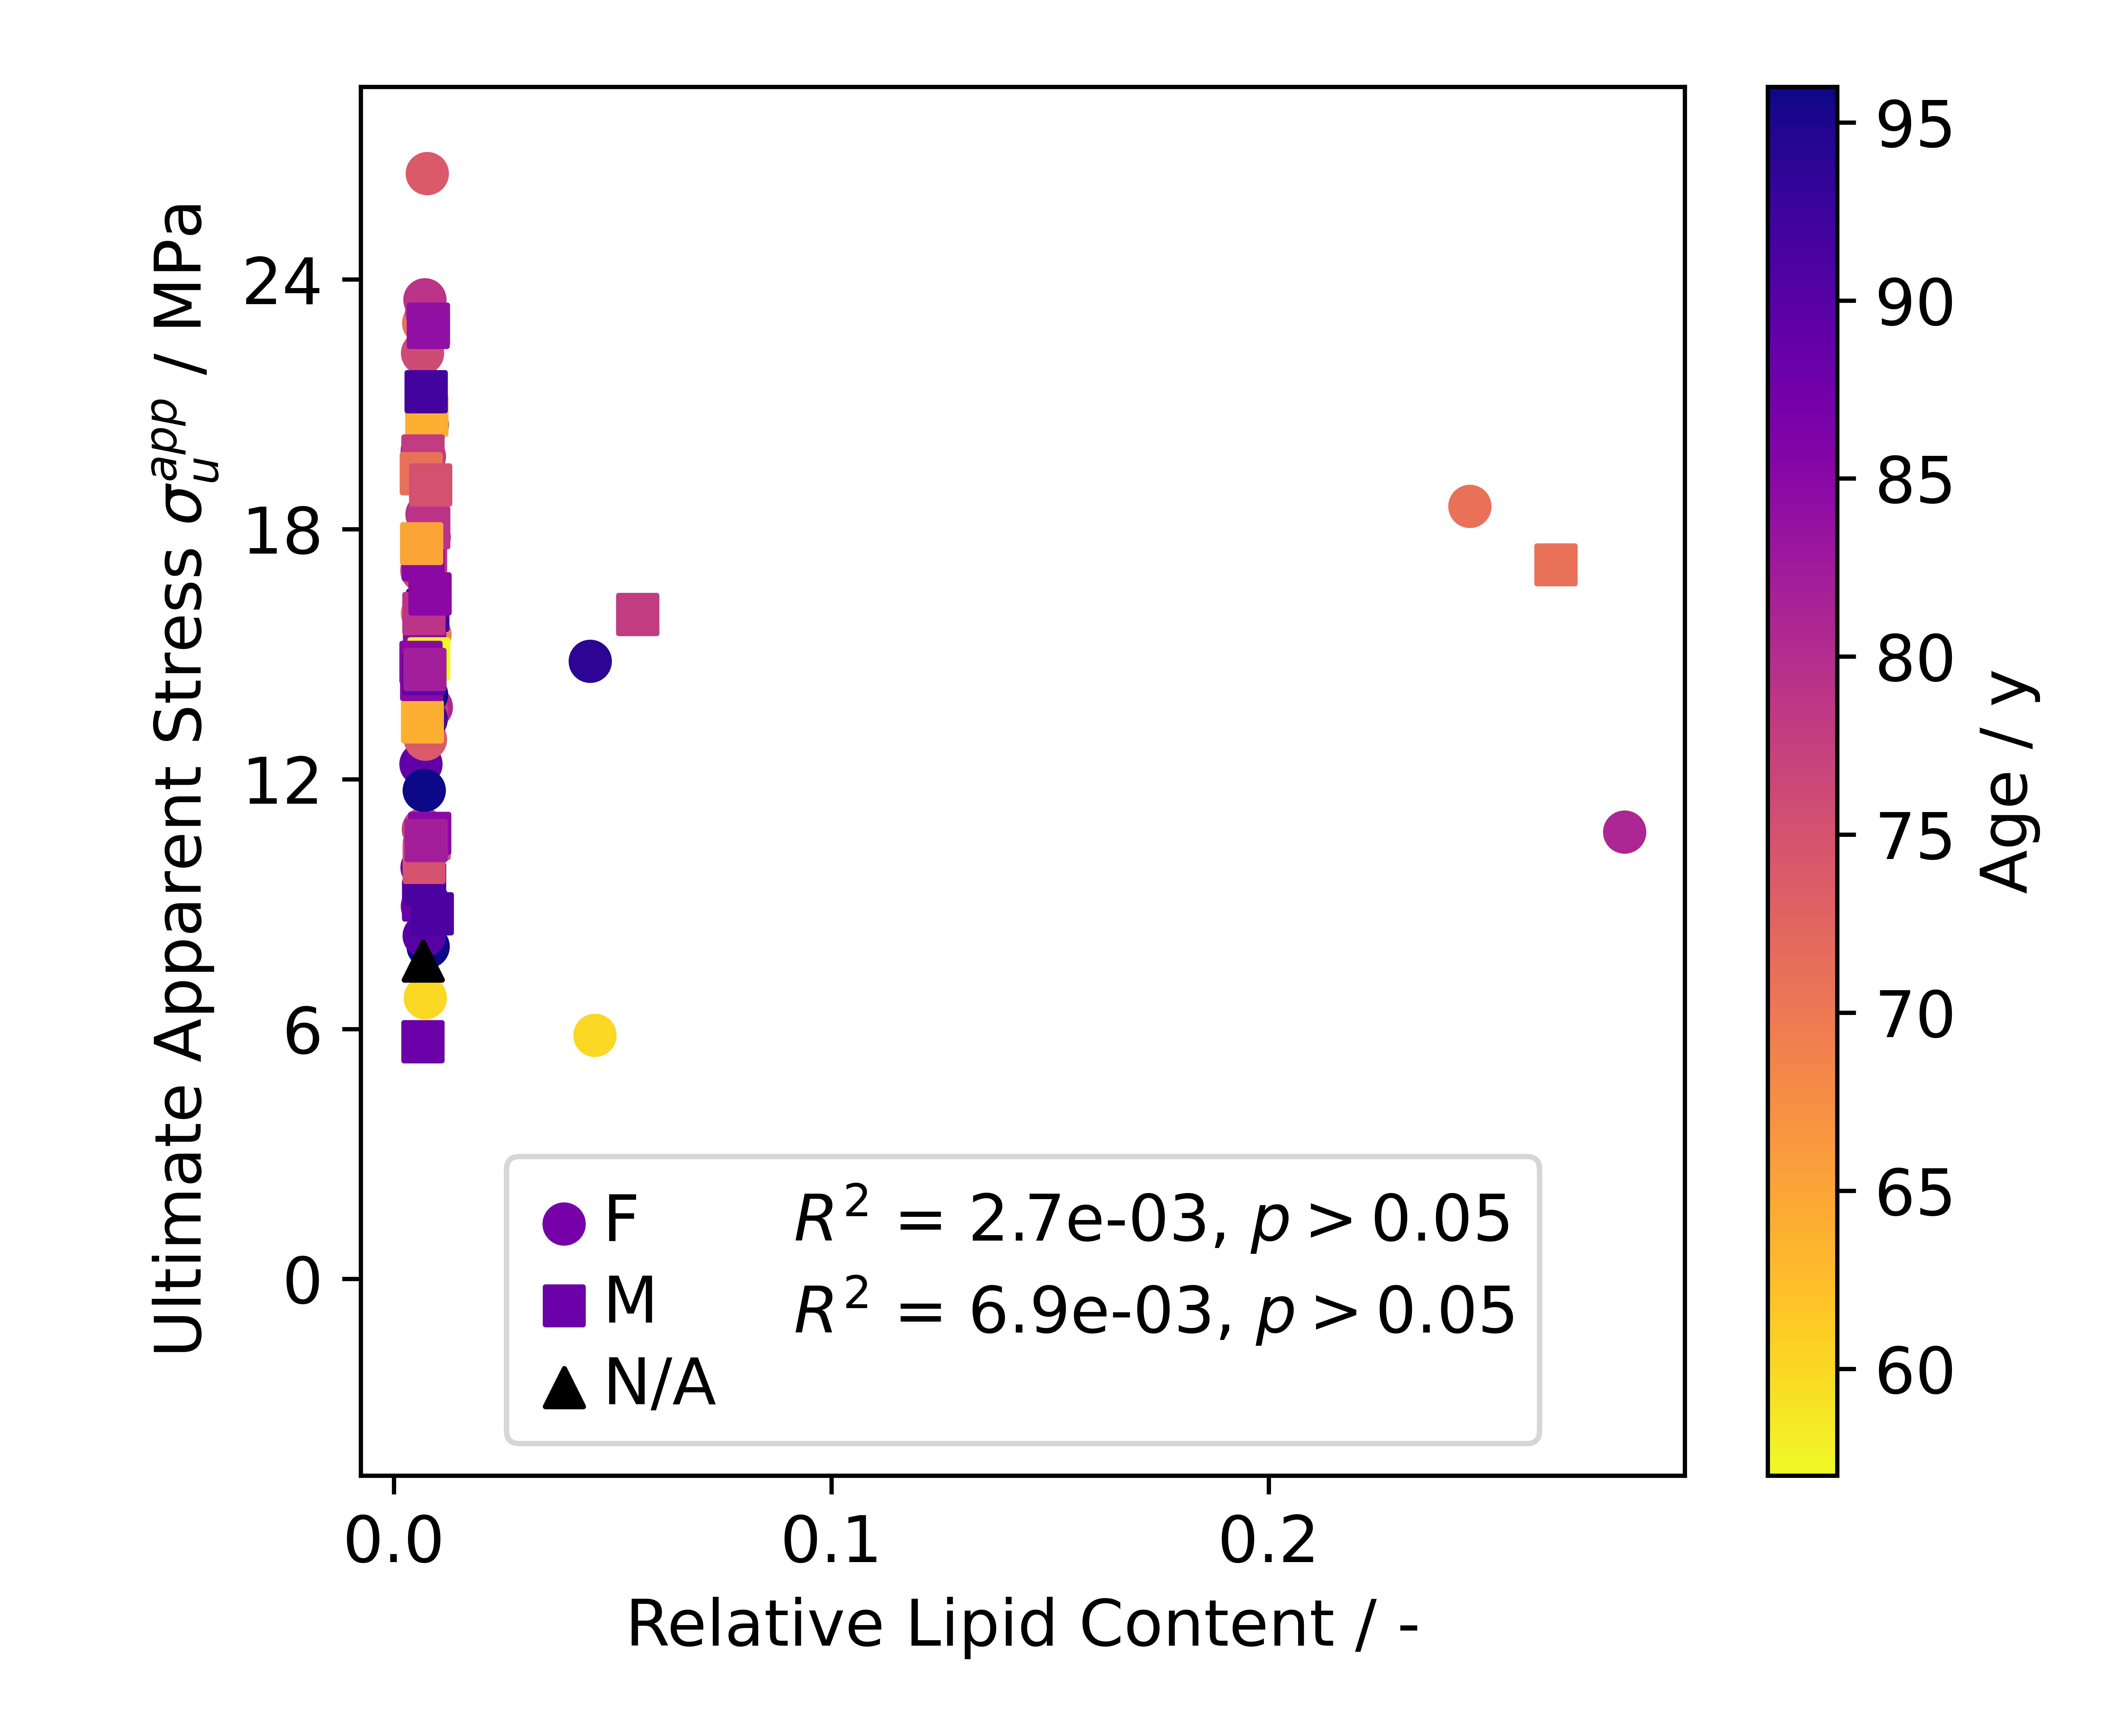 Ultimate Apparent Stress σ_u^app / MPa
24
18
12
6
0
F R² = 2.7e-03, p > 0.05
M R² = 6.9e-03, p > 0.05
N/A
0.0 0.1 0.2
Relative Lipid Content / -
95
90
85
80
75
70
65
60
Age / y